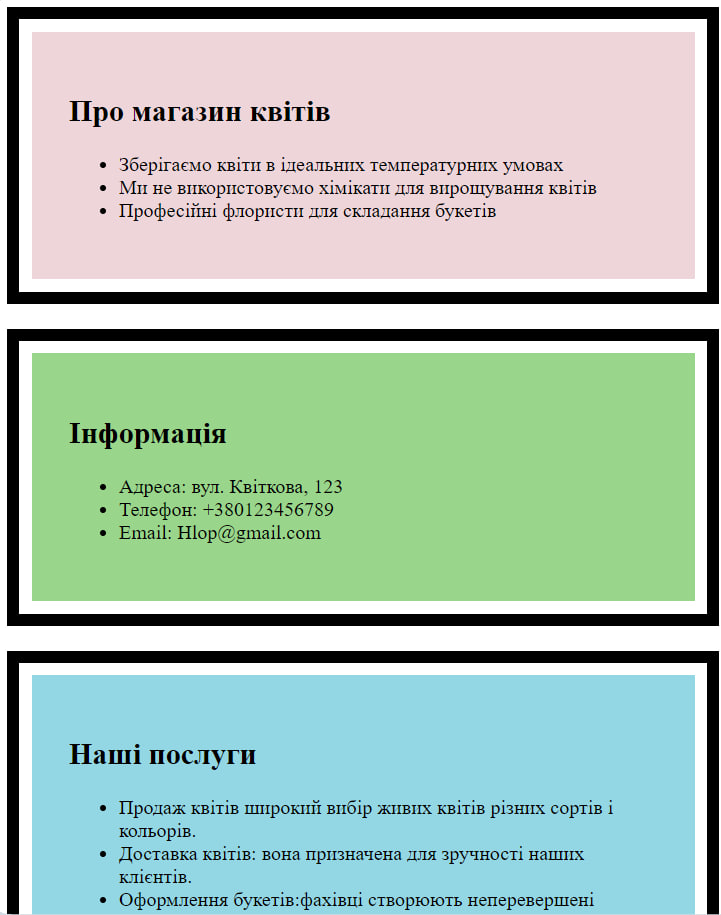 Про магазин квітів
Зберігаємо квіти в ідеальних температурних умовах
Ми не використовуємо хімікати для вирощування квітів
Професійні флористи для складання букетів
Інформація
Адреса: вул. Квіткова, 123
Телефон: +380123456789
Email: Hlop@gmail.com
Наші послуги
Продаж квітів широкий вибір живих квітів різних сортів і
кольорів.
Доставка квітів: вона призначена для зручності наших
клієнтів.
Оформлення букетів:фахівці створюють неперевершені